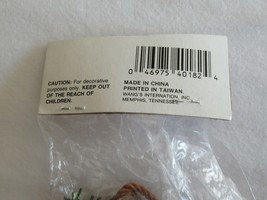 0 46975 40182 4
CAUTION: For decorative
purposes only. KEEP OUT
OF THE REACH OF
CHILDREN.
MADE IN CHINA
PRINTED IN TAIWAN.
WANG'S INTERNATION, INC.
MEMPHIS, TENNESSEE